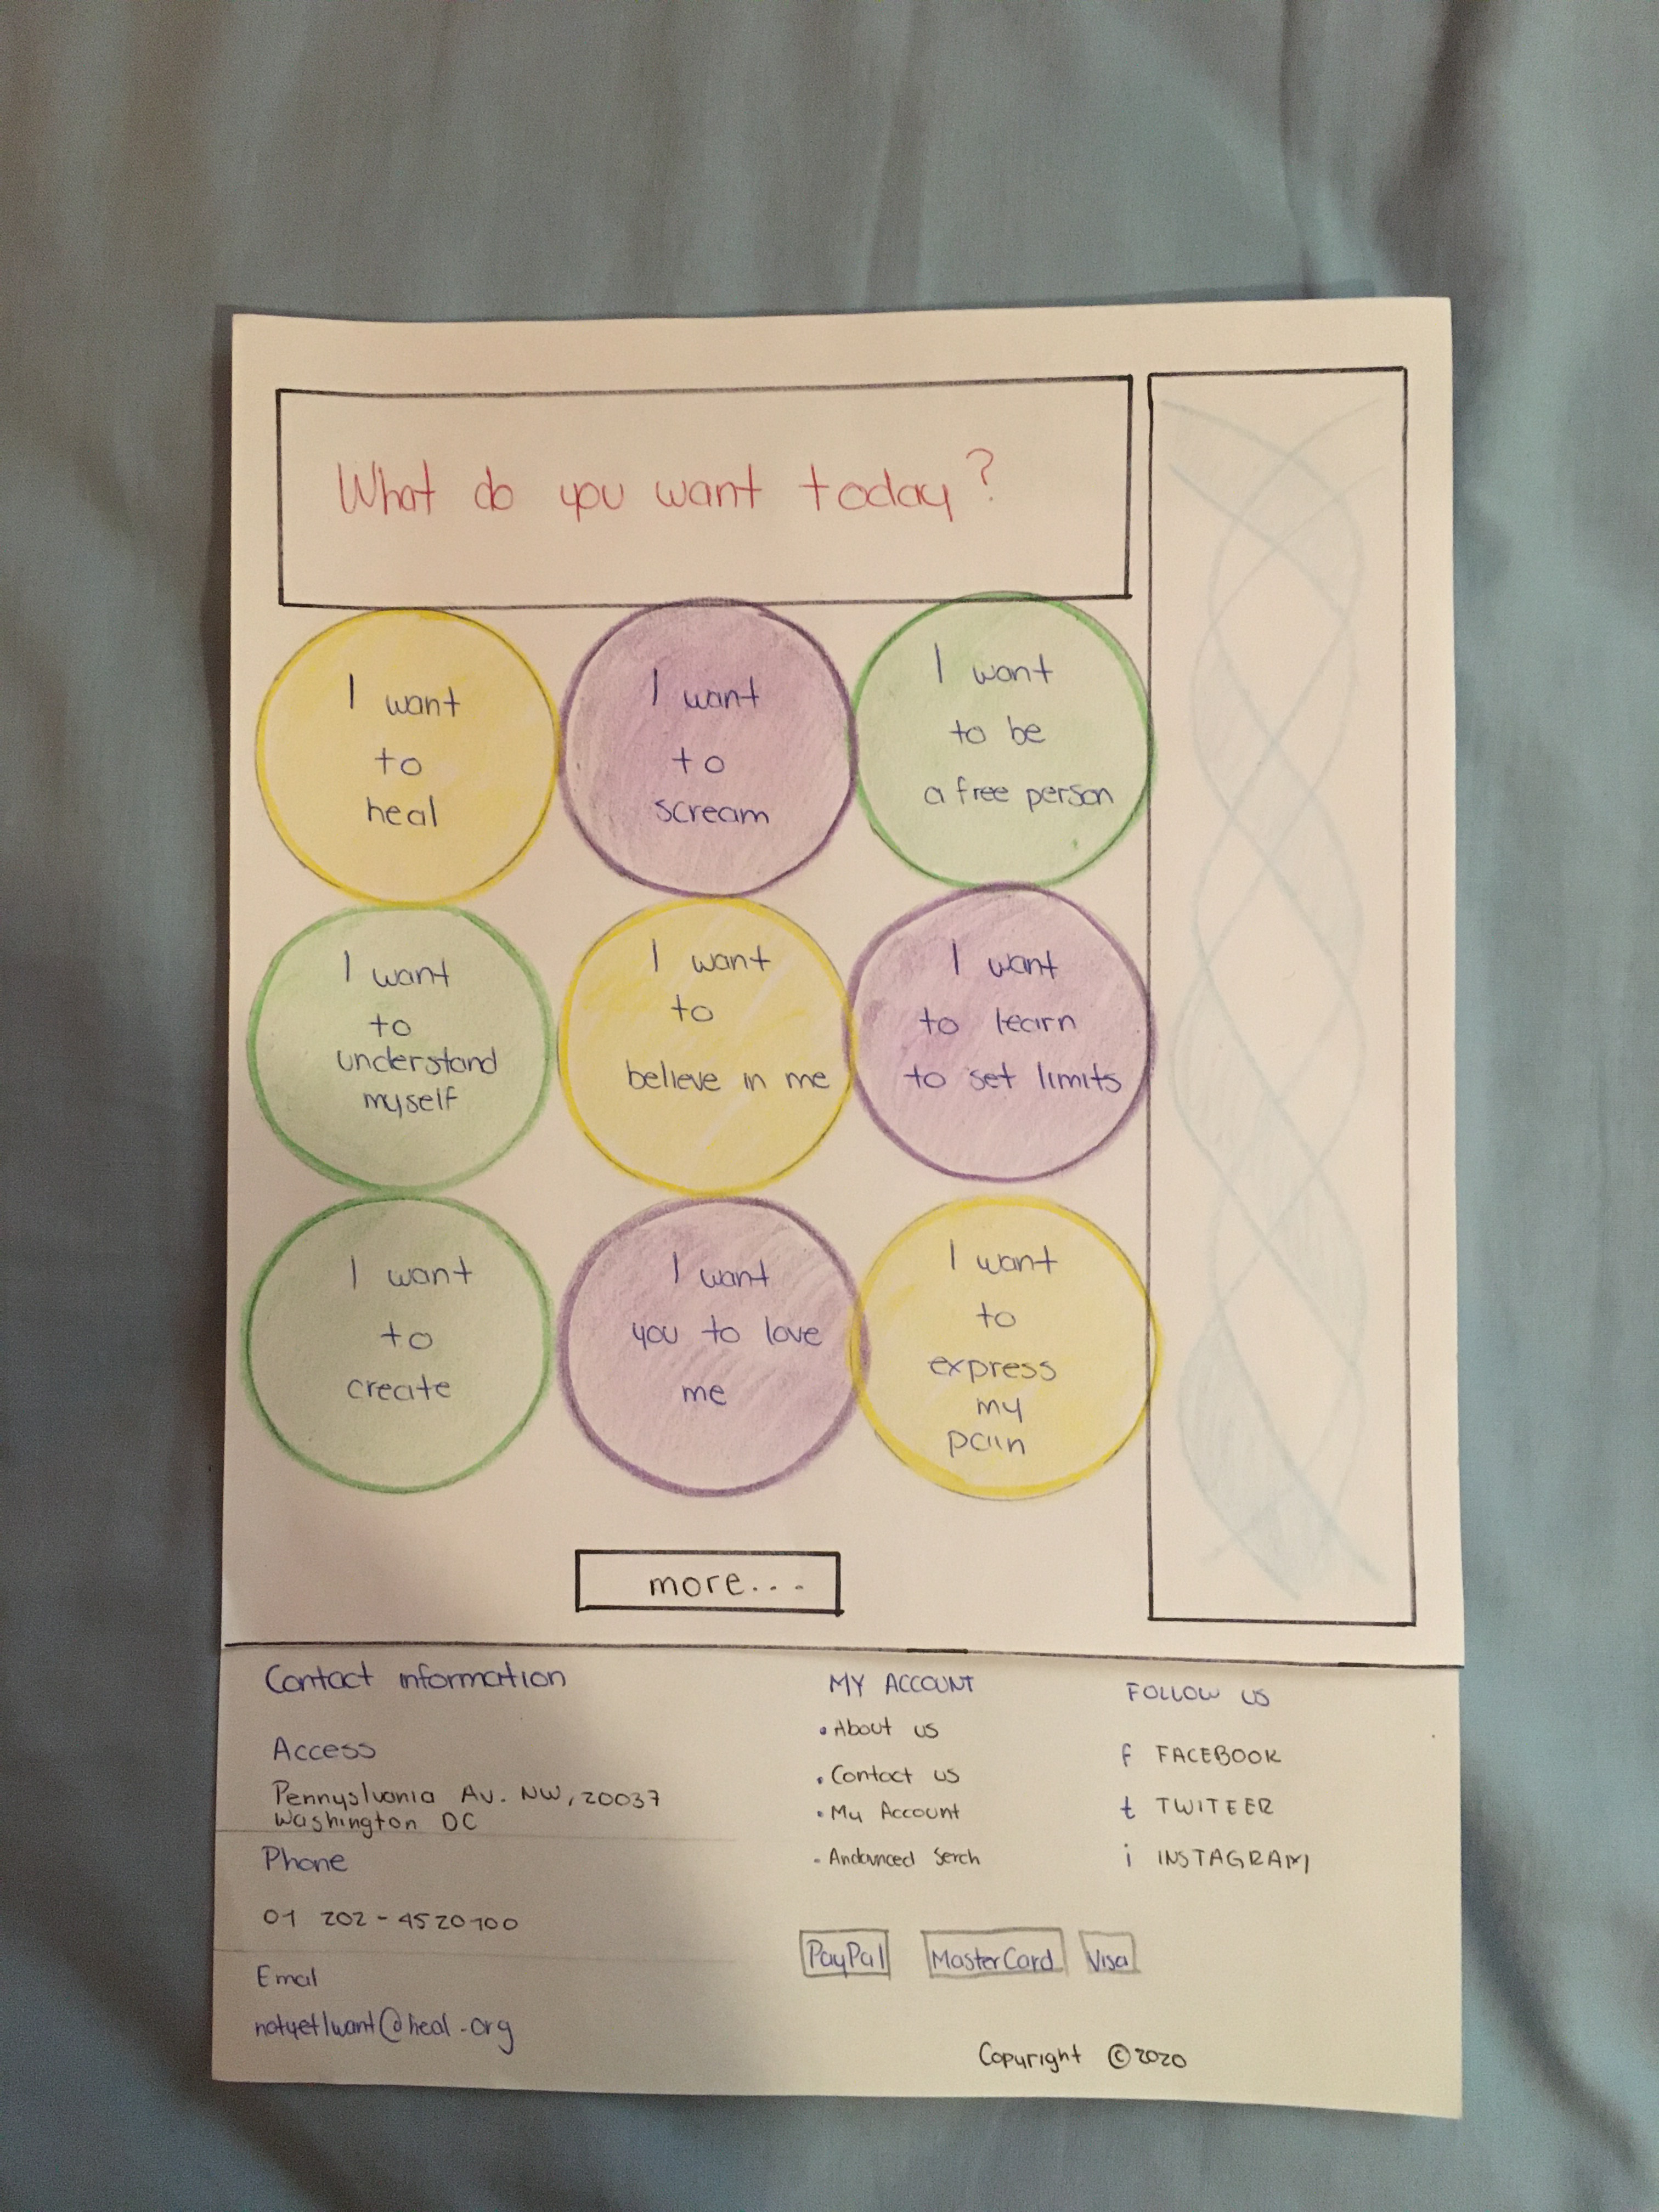 What do you want today?
I want
to
heal
I want
to
scream
I want
to be
a free person
I want
to
understand
myself
I want
to
believe in me
I want
to learn
to set limits
I want
to
create
I want
you to love
me
I want
to
express
my
pain
more...
Contact information
Access
Pennyslvania Av. NW, 20037
Washington DC
Phone
01 202-4520100
Email
notyetIwant@heal.org
MY ACCOUNT
• About us
• Contact us
• My Account
- Andvanced Serch
FOLLOW US
f FACEBOOK
t TWITEER
i INSTAGRAM
PayPal MasterCard Visa
Copyright ©2020